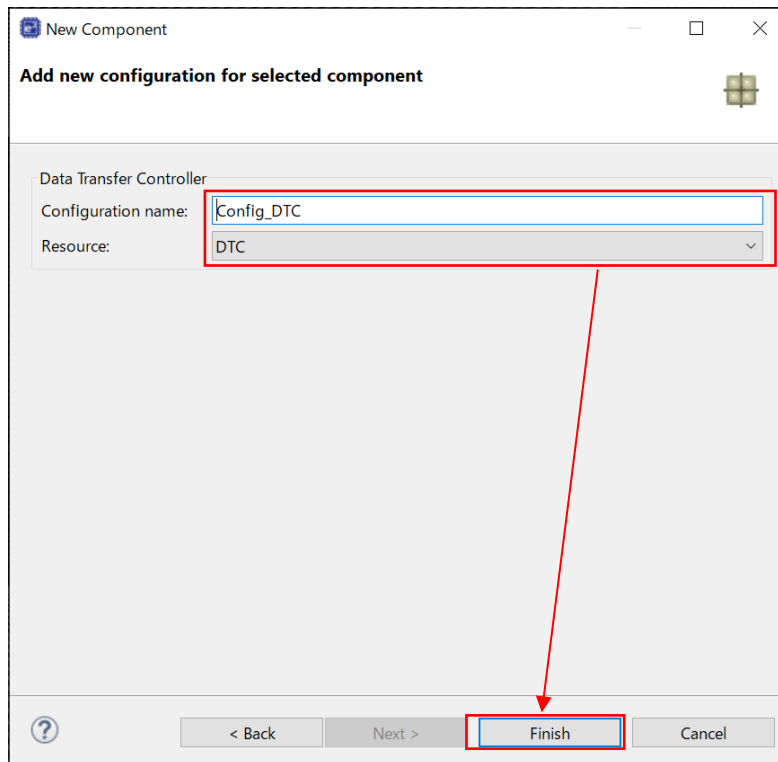 New Component
Add new configuration for selected component
Data Transfer Controller
Configuration name: Config_DTC
Resource: DTC
? < Back Next > Finish Cancel